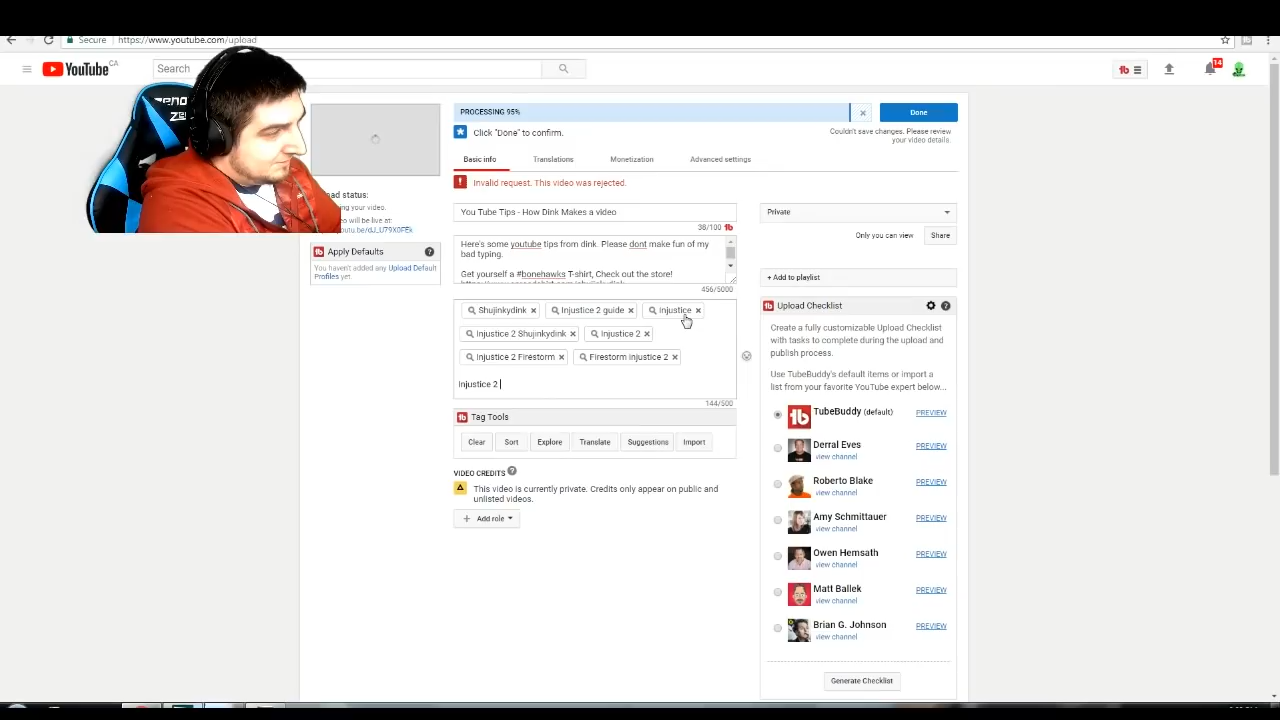 Secure
https://www.youtube.com/upload
YouTube CA
Search
14
PROCESSING 95%
Done
Click "Done" to confirm.
Couldn't save changes. Please review
your video details.
Basic info
Translations
Monetization
Advanced settings
Invalid request. This video was rejected.
You Tube Tips - How Dink Makes a video
38/100
Private
Only you can view
Share
Here's some youtube tips from dink. Please dont make fun of my
bad typing.
Get yourself a #bonehawks T-shirt, Check out the store!
456/5000
+ Add to playlist
Apply Defaults
You haven't added any Upload Default
Profiles yet.
Shujinkydink
Injustice 2 guide
Injustice
Injustice 2 Shujinkydink
Injustice 2
Injustice 2 Firestorm
Firestorm injustice 2
Injustice 2
144/500
Tag Tools
Clear
Sort
Explore
Translate
Suggestions
Import
VIDEO CREDITS
This video is currently private. Credits only appear on public and
unlisted videos.
+ Add role
Upload Checklist
Create a fully customizable Upload Checklist
with tasks to complete during the upload and
publish process.
Use TubeBuddy's default items or import a
list from your favorite YouTube expert below...
TubeBuddy (default)
PREVIEW
Derral Eves
view channel
PREVIEW
Roberto Blake
view channel
PREVIEW
Amy Schmittauer
view channel
PREVIEW
Owen Hemsath
view channel
PREVIEW
Matt Ballek
view channel
PREVIEW
Brian G. Johnson
view channel
PREVIEW
Generate Checklist